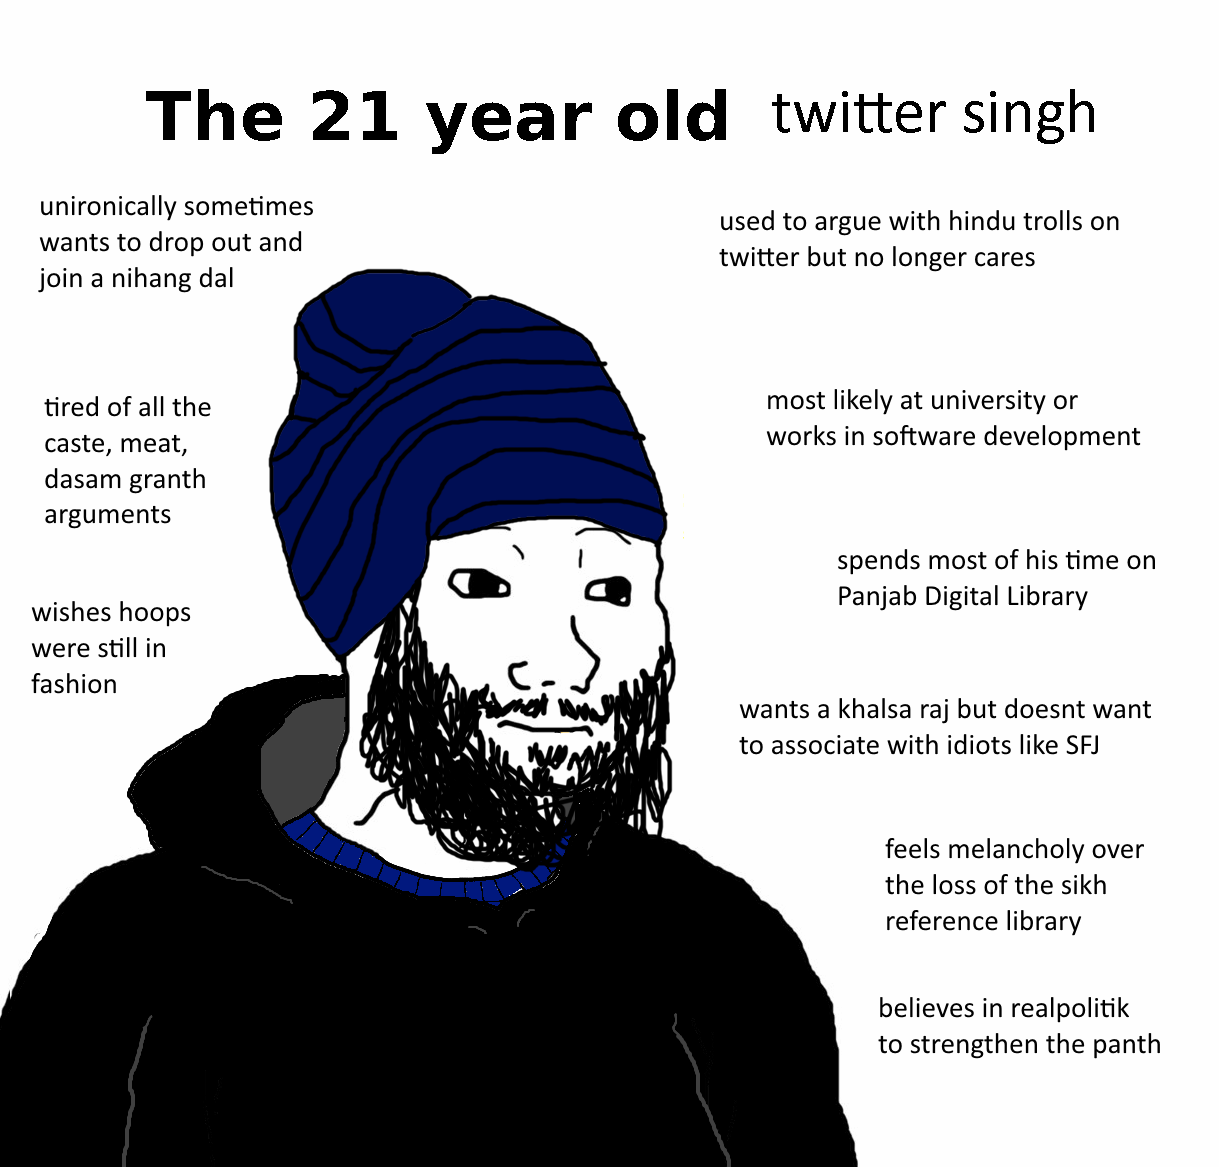 The 21 year old twitter singh
unironically sometimes
wants to drop out and
join a nihang dal
used to argue with hindu trolls on
twitter but no longer cares
tired of all the
caste, meat,
dasam granth
arguments
most likely at university or
works in software development
spends most of his time on
Panjab Digital Library
wishes hoops
were still in
fashion
wants a khalsa raj but doesnt want
to associate with idiots like SFJ
feels melancholy over
the loss of the sikh
reference library
believes in realpolitik
to strengthen the panth